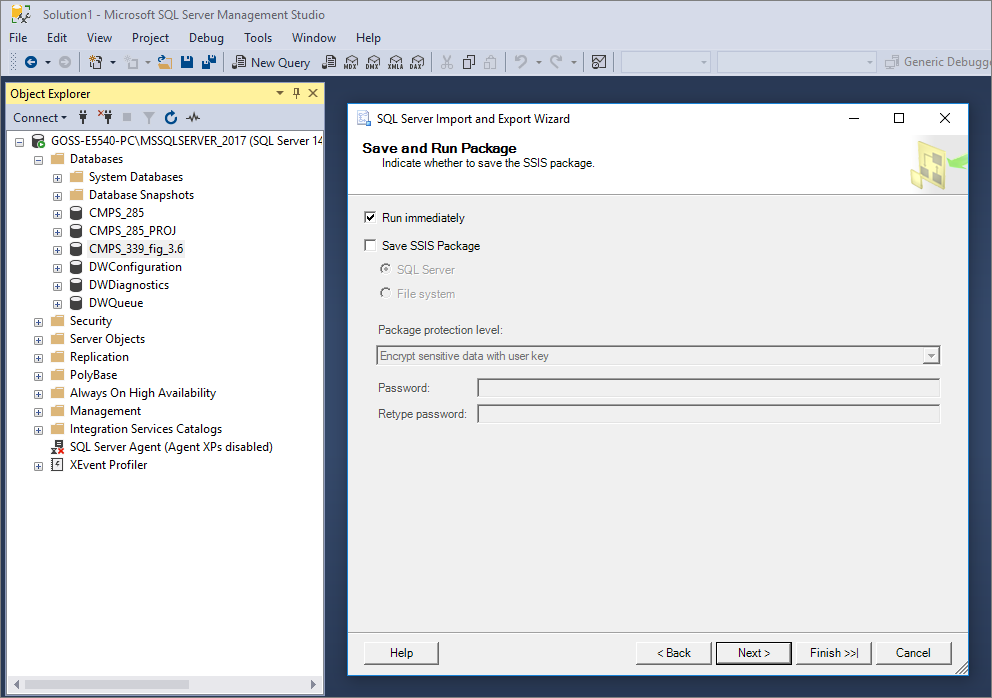 Solution1 - Microsoft SQL Server Management Studio
File Edit View Project Debug Tools Window Help
New Query MDX DMX XMLA DAX Generic Debugg
Object Explorer
Connect
GOSS-E5540-PC\MSSQLSERVER_2017 (SQL Server 14
Databases
System Databases
Database Snapshots
CMPS_285
CMPS_285_PROJ
CMPS_339_fig_3.6
DWConfiguration
DWDiagnostics
DWQueue
Security
Server Objects
Replication
PolyBase
Always On High Availability
Management
Integration Services Catalogs
SQL Server Agent (Agent XPs disabled)
XEvent Profiler
SQL Server Import and Export Wizard
Save and Run Package
Indicate whether to save the SSIS package.
Run immediately
Save SSIS Package
SQL Server
File system
Package protection level:
Encrypt sensitive data with user key
Password:
Retype password:
Help < Back Next > Finish >>| Cancel